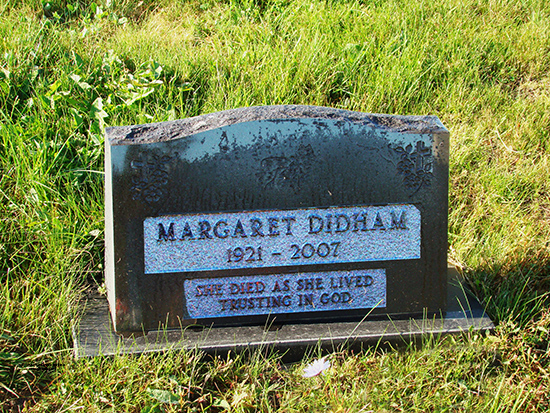 MARGARET DIDHAM
1921 - 2007
SHE DIED AS SHE LIVED
TRUSTING IN GOD